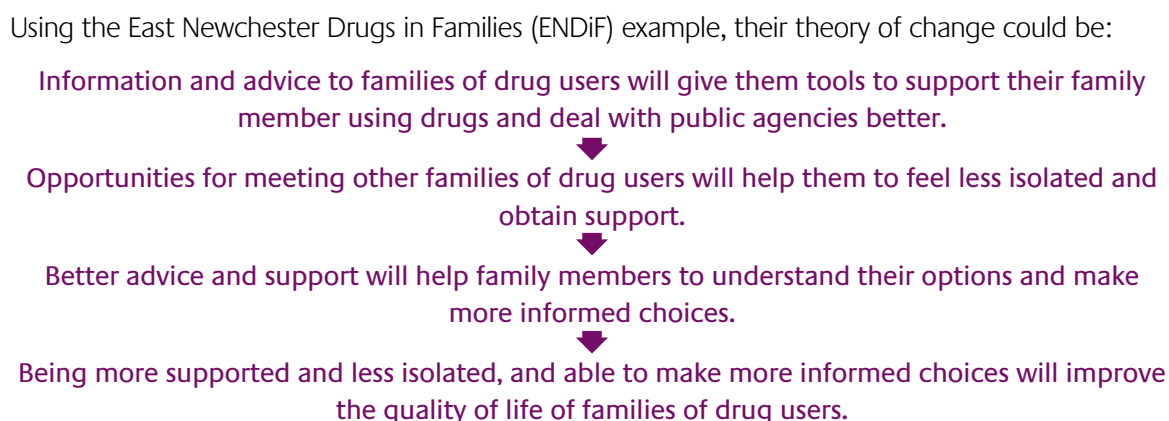 Using the East Newchester Drugs in Families (ENDiF) example, their theory of change could be:
Information and advice to families of drug users will give them tools to support their family
member using drugs and deal with public agencies better.
Opportunities for meeting other families of drug users will help them to feel less isolated and
obtain support.
Better advice and support will help family members to understand their options and make
more informed choices.
Being more supported and less isolated, and able to make more informed choices will improve
the quality of life of families of drug users.